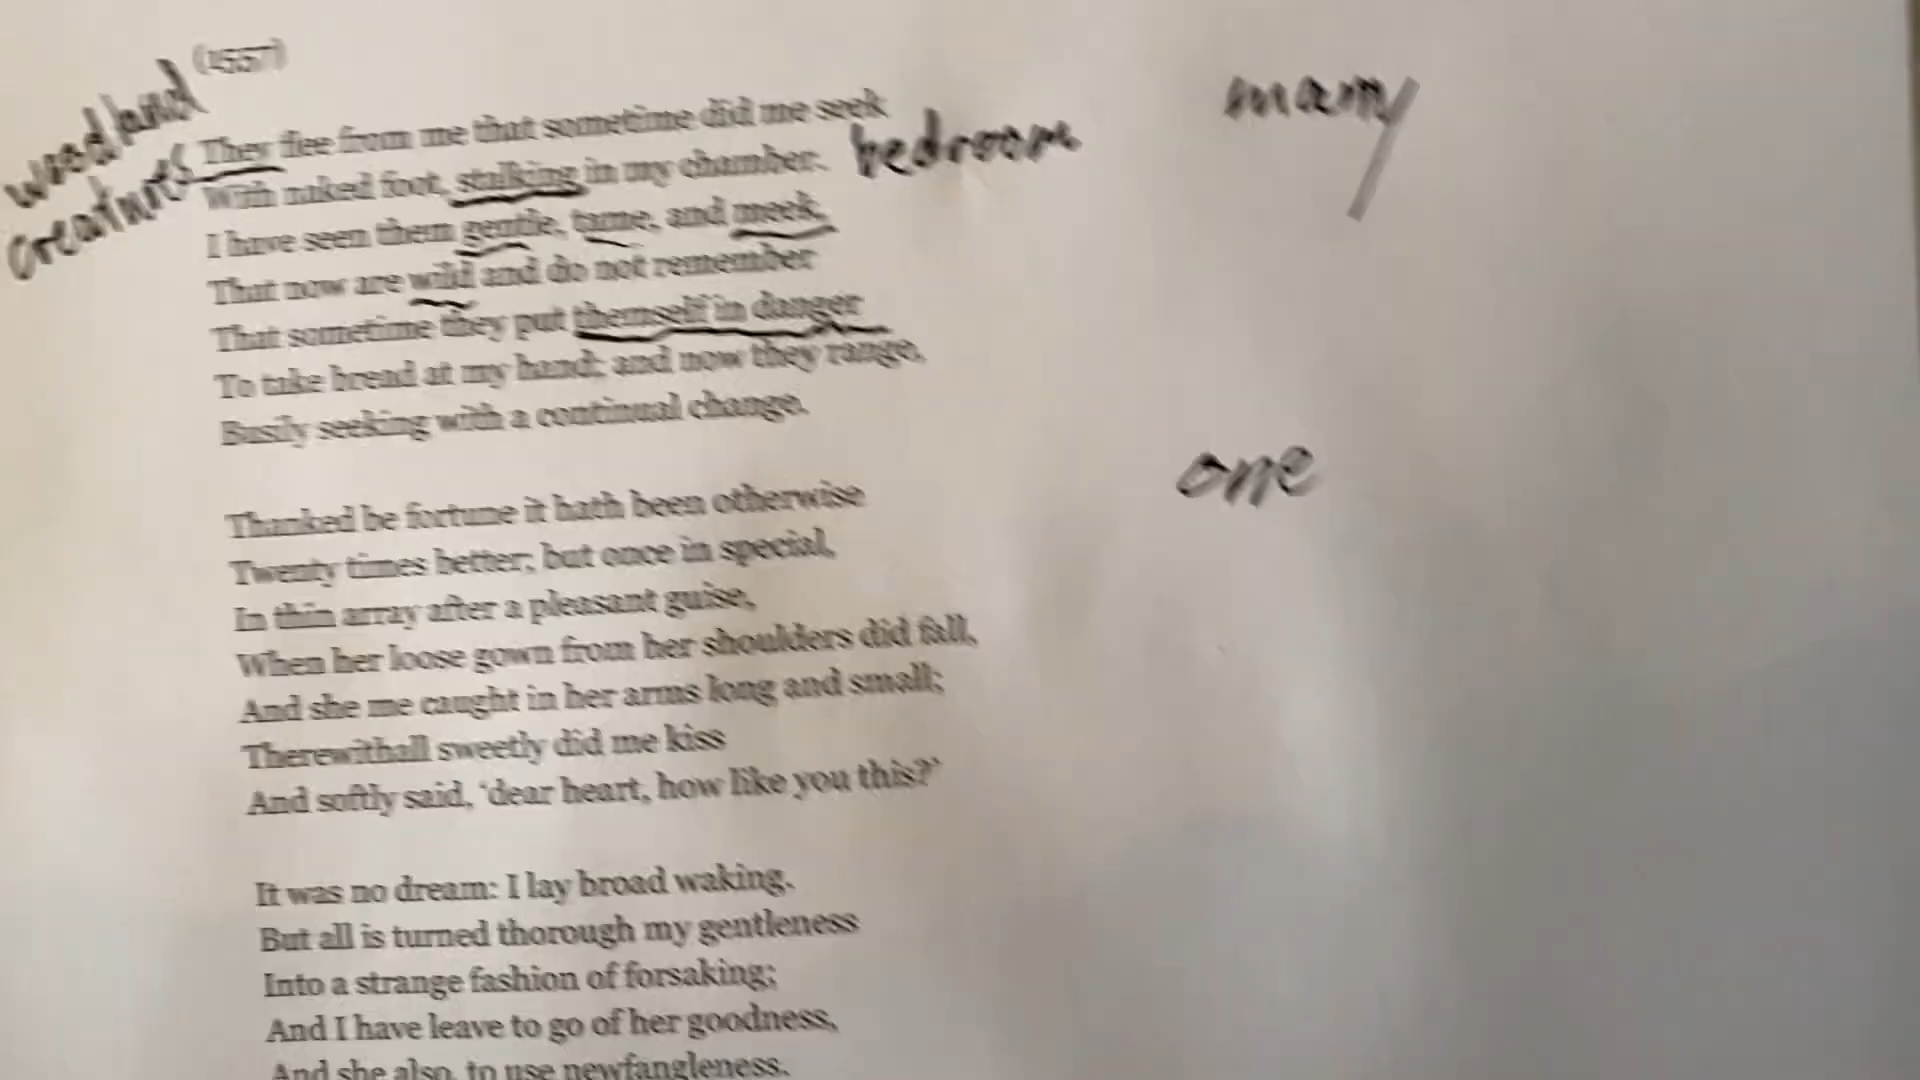 (1557)
woodland
creatures
They flee from me that sometime did me seek
bedroom
many
With naked foot, stalking in my chamber.
I have seen them gentle, tame, and meek,
That now are wild and do not remember
That sometime they put themself in danger
To take bread at my hand; and now they range,
Busily seeking with a continual change.
one
Thanked be fortune it hath been otherwise
Twenty times better; but once in special,
In thin array after a pleasant guise,
When her loose gown from her shoulders did fall,
And she me caught in her arms long and small;
Therewithall sweetly did me kiss
And softly said, ‘dear heart, how like you this?’
It was no dream: I lay broad waking.
But all is turned thorough my gentleness
Into a strange fashion of forsaking;
And I have leave to go of her goodness,
And she also, to use newfangleness.